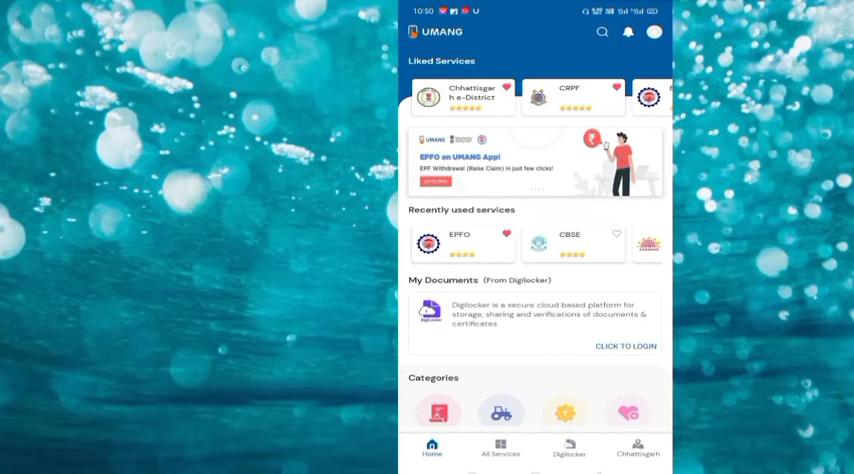 10:50
UMANG
Liked Services
Chhattisgar
h e-District
CRPF
UMANG
EPFO on UMANG App!
EPF Withdrawal (Raise Claim) in just few clicks!
GO TO EPFO
Recently used services
EPFO
CBSE
My Documents (From Digilocker)
Digilocker is a secure cloud based platform for
storage, sharing and verifications of documents &
certificates
DigiLocker
CLICK TO LOGIN
Categories
Home
All Services
Digilocker
Chhattisgarh